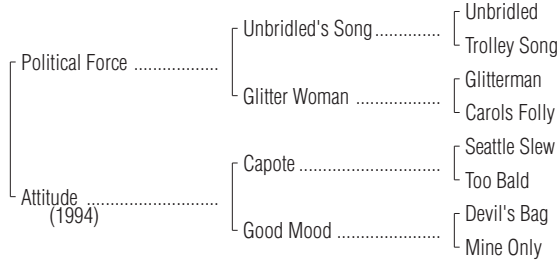 Unbridled
Unbridled's Song..............
Trolley Song
Political Force ..................
Glitterman
Glitter Woman ..................
Carols Folly
Seattle Slew
Capote ..............................
Too Bald
Attitude ............................
(1994)
Devil's Bag
Good Mood ......................
Mine Only